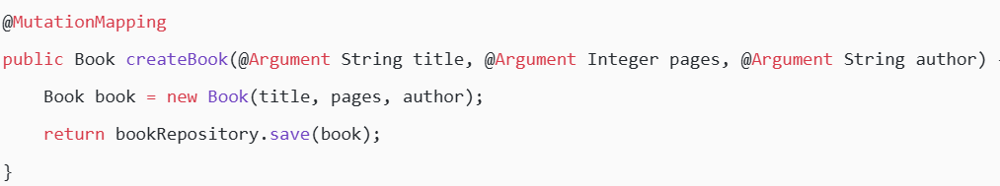 @MutationMapping
public Book createBook(@Argument String title, @Argument Integer pages, @Argument String author)
Book book = new Book(title, pages, author);
return bookRepository.save(book);
}